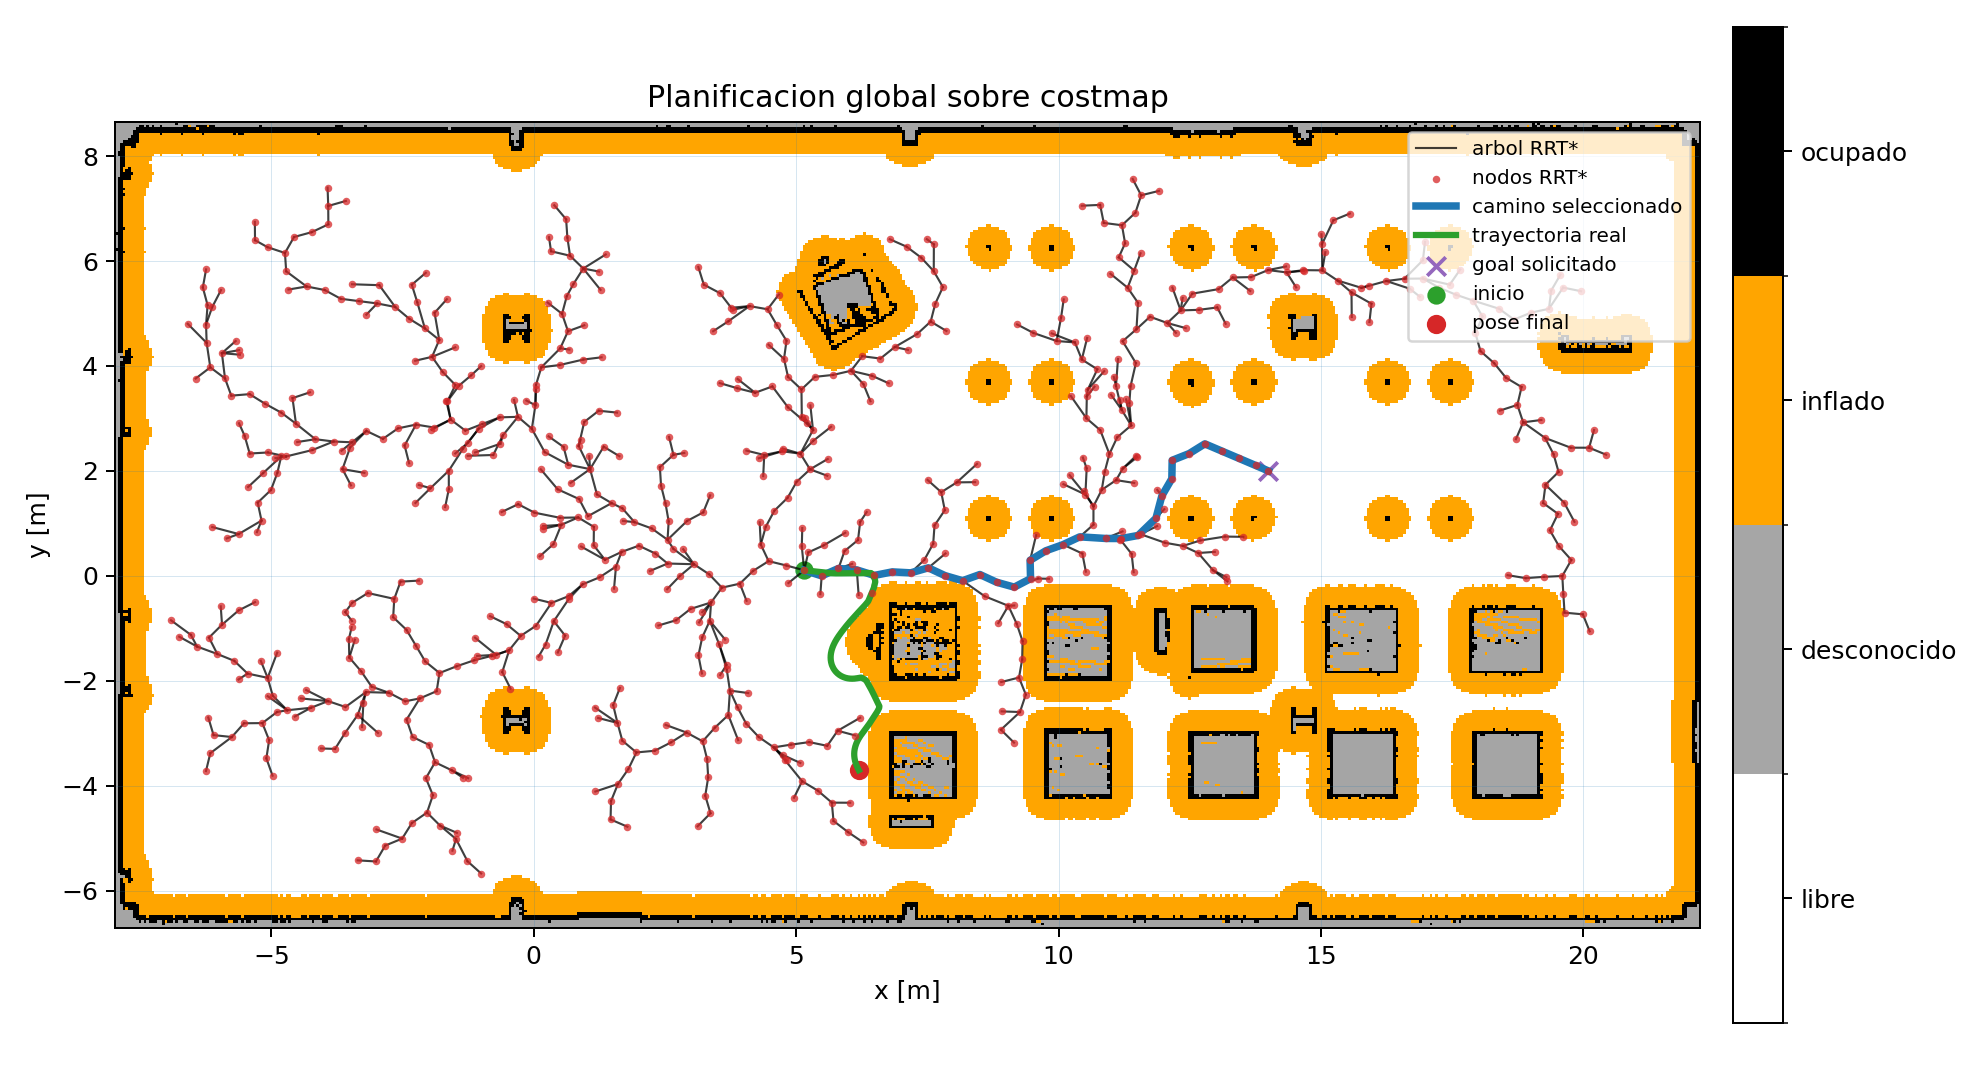 Planificacion global sobre costmap
arbol RRT*
nodos RRT*
camino seleccionado
trayectoria real
goal solicitado
inicio
pose final
8
6
4
2
0
−2
−4
−6
y [m]
−5
0
5
10
15
20
x [m]
ocupado
inflado
desconocido
libre